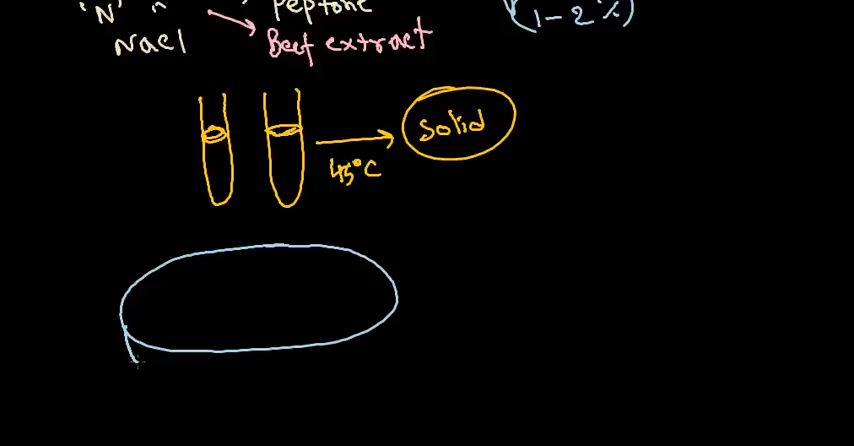 'N' n
Peptone
(1-2%)
Nacl
Beef extract
Solid
45°C